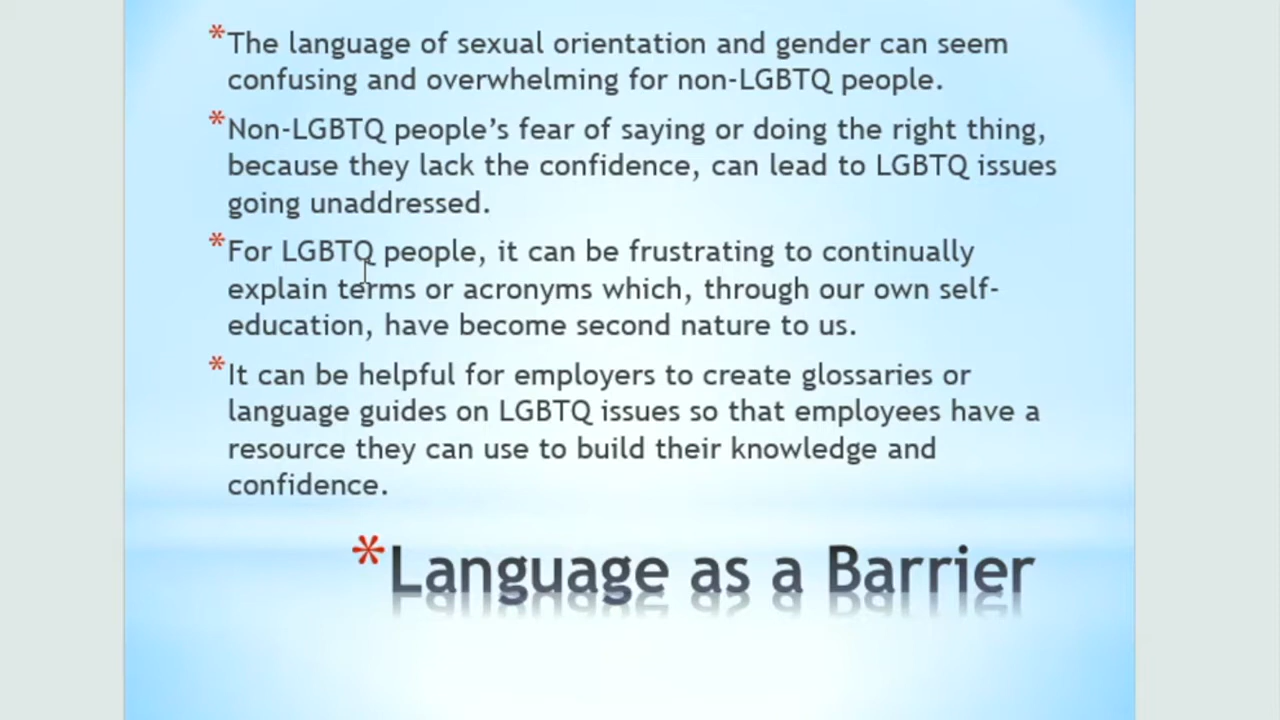 *The language of sexual orientation and gender can seem
confusing and overwhelming for non-LGBTQ people.
*Non-LGBTQ people’s fear of saying or doing the right thing,
because they lack the confidence, can lead to LGBTQ issues
going unaddressed.
*For LGBTQ people, it can be frustrating to continually
explain terms or acronyms which, through our own self-
education, have become second nature to us.
*It can be helpful for employers to create glossaries or
language guides on LGBTQ issues so that employees have a
resource they can use to build their knowledge and
confidence.
*Language as a Barrier